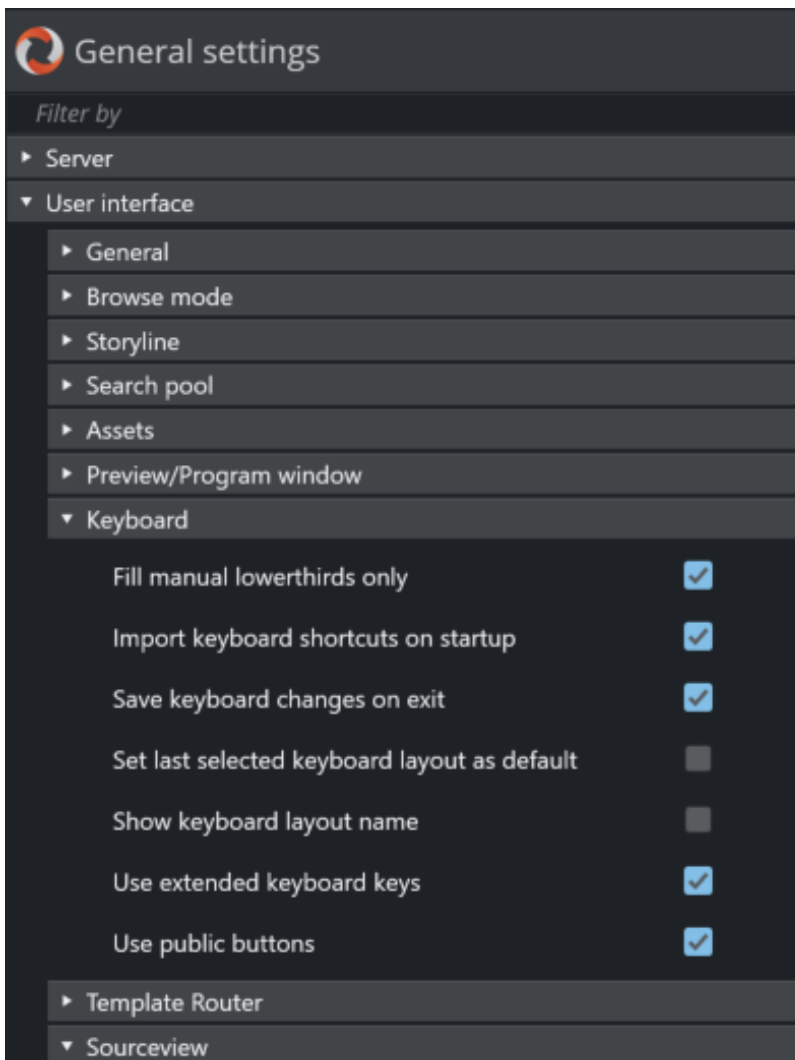 General settings
Filter by
Server
User interface
General
Browse mode
Storyline
Search pool
Assets
Preview/Program window
Keyboard
Fill manual lowerthirds only
Import keyboard shortcuts on startup
Save keyboard changes on exit
Set last selected keyboard layout as default
Show keyboard layout name
Use extended keyboard keys
Use public buttons
Template Router
Sourceview